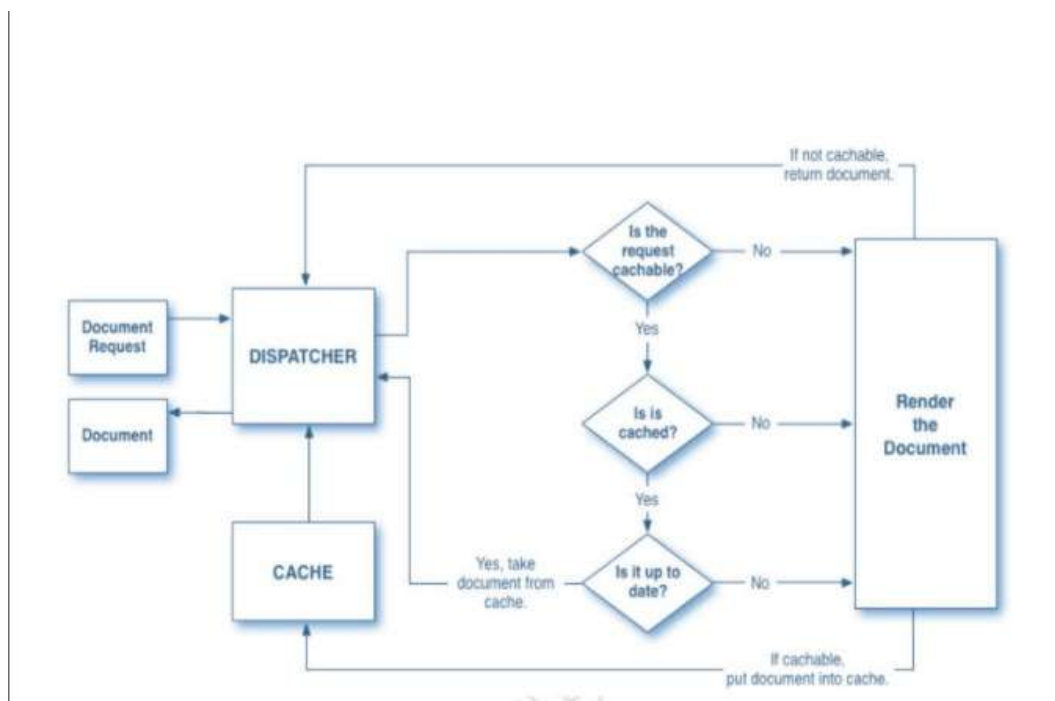 If not cachable,
return document.
Is the
request
cachable?
No
Document
Request
DISPATCHER
Yes
Document
Is is
cached?
No
Render
the
Document
Yes
CACHE
Yes, take
document from
cache.
Is it up to
date?
No
If cachable,
put document into cache.